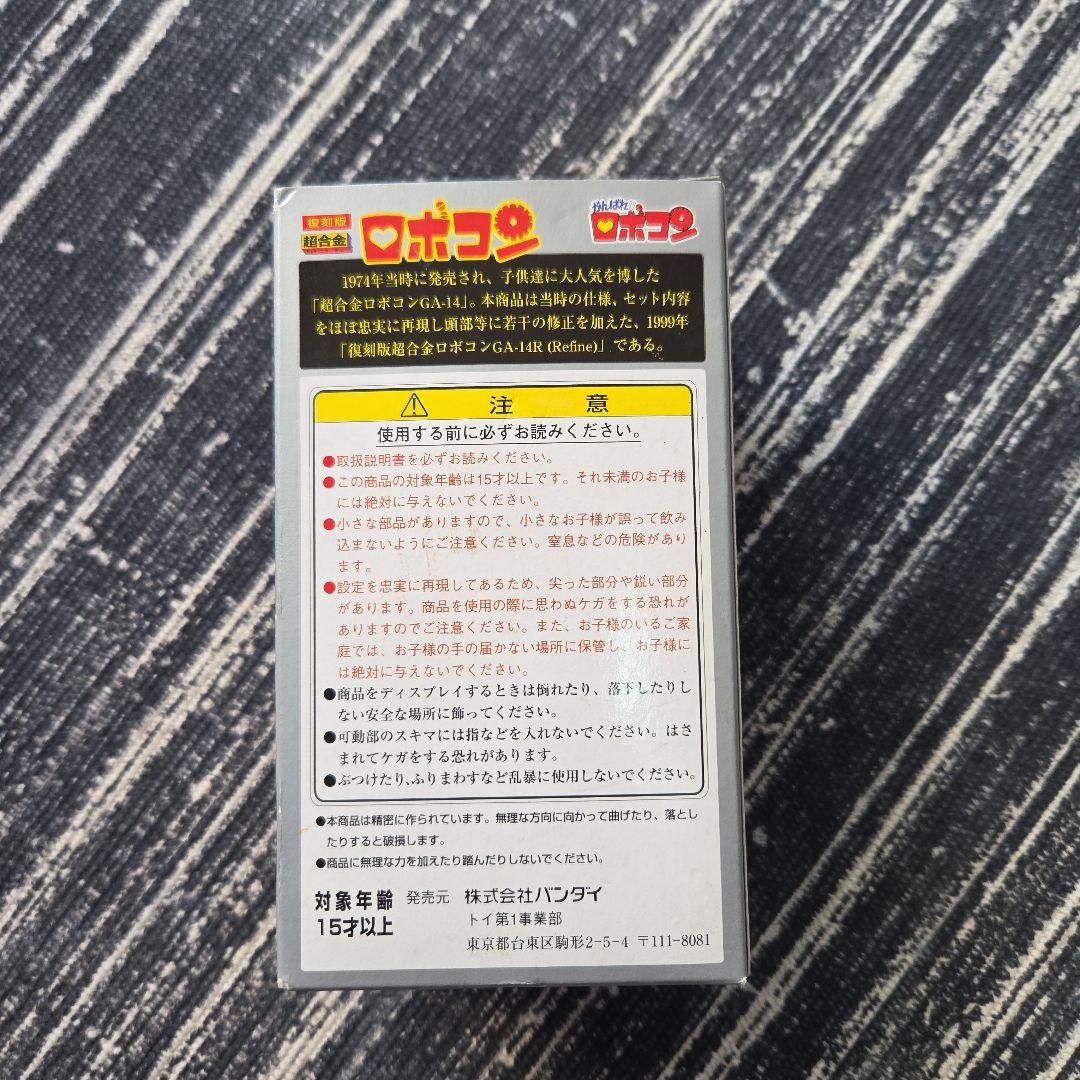 復刻版
超合金
ロボコン
がんばれ!!
ロボコン
1974年当時に発売され、子供達に大人気を博した
「超合金ロボコンGA-14」。本商品は当時の仕様、セット内容
をほぼ忠実に再現し頭部等に若干の修正を加えた、1999年
「復刻版超合金ロボコンGA-14R (Refine)」である。
注意
使用する前に必ずお読みください。
●取扱説明書を必ずお読みください。
●この商品の対象年齢は15才以上です。それ未満のお子様
には絶対に与えないでください。
●小さな部品がありますので、小さなお子様が誤って飲み
込まないようにご注意ください。窒息などの危険があり
ます。
●設定を忠実に再現してあるため、尖った部分や鋭い部分
があります。商品を使用の際に思わぬケガをする恐れが
ありますのでご注意ください。また、お子様のいるご家
庭では、お子様の手の届かない場所に保管し、お子様に
は絶対に与えないでください。
●商品をディスプレイするときは倒れたり、落下したりし
ない安全な場所に飾ってください。
●可動部のスキマには指などを入れないでください。はさ
まれてケガをする恐れがあります。
●ぶつけたり、ふりまわすなど乱暴に使用しないでください。
●本商品は精密に作られています。無理な方向に向かって曲げたり、落とし
たりすると破損します。
●商品に無理な力を加えたり踏んだりしないでください。
対象年齢
15才以上
発売元 株式会社バンダイ
トイ第1事業部
東京都台東区駒形2-5-4 〒111-8081